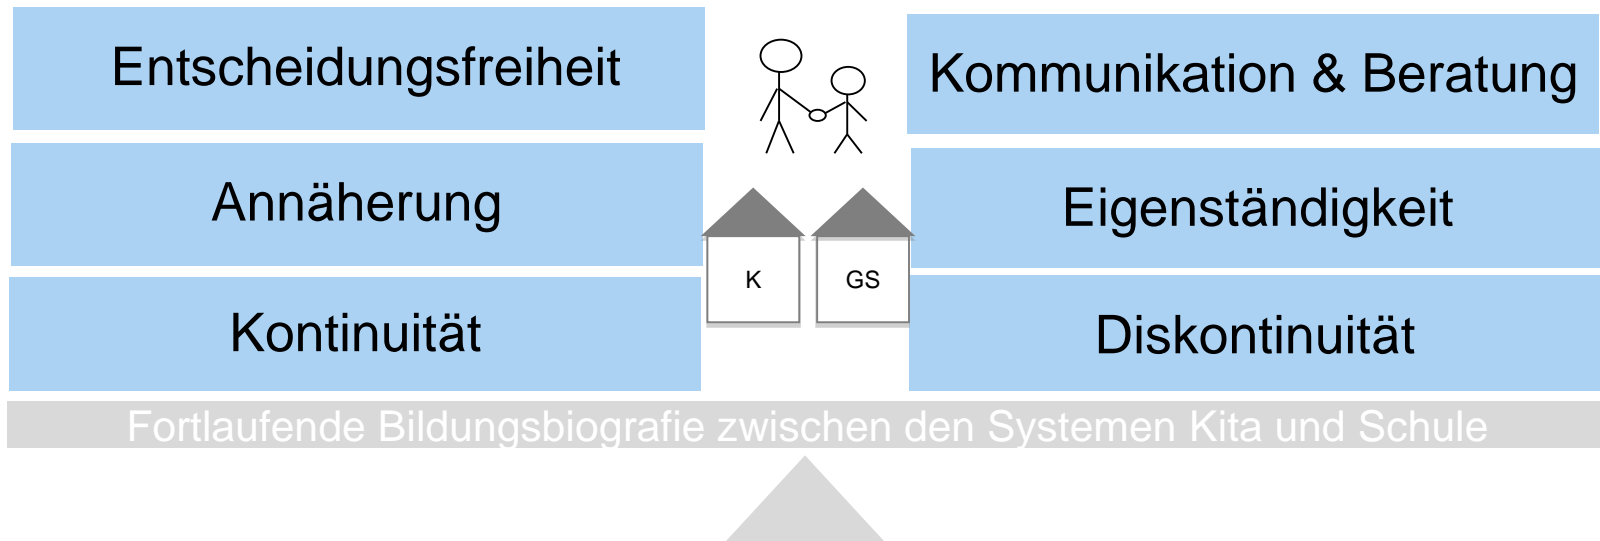 Entscheidungsfreiheit
Kommunikation & Beratung
Annäherung
Eigenständigkeit
K
GS
Kontinuität
Diskontinuität
Fortlaufende Bildungsbiografie zwischen den Systemen Kita und Schule